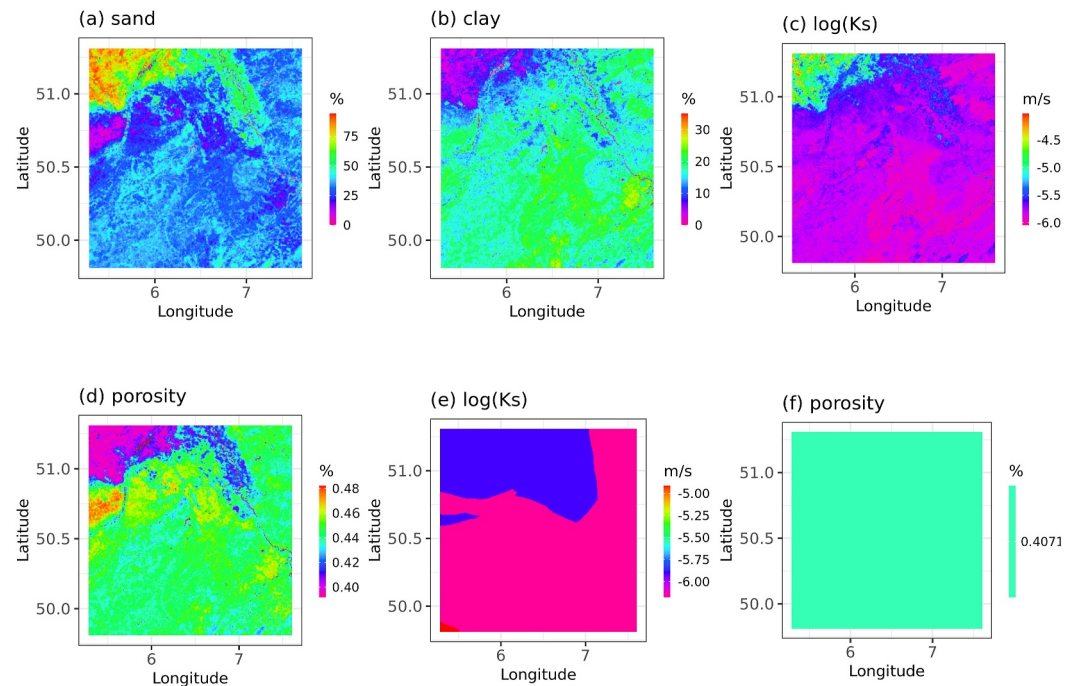 (a) sand
51.0
50.5
50.0
Latitude
6
7
Longitude
%
75
50
25
0
(b) clay
51.0
50.5
50.0
Latitude
6
7
Longitude
%
30
20
10
0
(c) log(Ks)
51.0
50.5
50.0
Latitude
6
7
Longitude
m/s
-4.5
-5.0
-5.5
-6.0
(d) porosity
51.0
50.5
50.0
Latitude
6
7
Longitude
%
0.48
0.46
0.44
0.42
0.40
(e) log(Ks)
51.0
50.5
50.0
Latitude
6
7
Longitude
m/s
-5.00
-5.25
-5.50
-5.75
-6.00
(f) porosity
51.0
50.5
50.0
Latitude
6
7
Longitude
%
0.4071